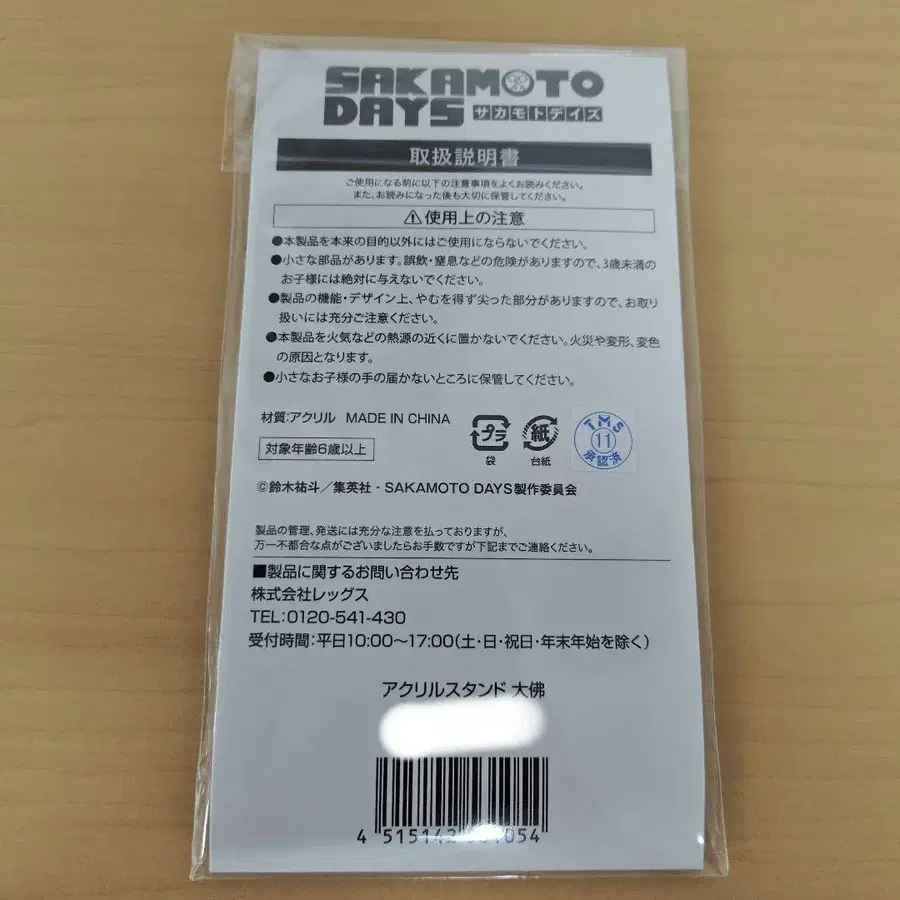 SAKAMOTO
DAYS サカモトデイズ
取扱説明書
ご使用になる前に以下の注意事項をよくお読みください。
また、お読みになった後も大切に保管してください。
⚠使用上の注意
●本製品を本来の目的以外にはご使用にならないでください。
●小さな部品があります。誤飲・窒息などの危険がありますので、3歳未満の
お子様には絶対に与えないでください。
●製品の機能・デザイン上、やむを得ず尖った部分がありますので、お取り
扱いには充分ご注意ください。
●本製品を火気などの熱源の近くに置かないでください。火災や変形、変色
の原因となります。
●小さなお子様の手の届かないところに保管してください。
材質:アクリル MADE IN CHINA
対象年齢6歳以上
プラ
袋
紙
台紙
TMS
11
承認済
©鈴木祐斗/集英社・SAKAMOTO DAYS製作委員会
製品の管理、発送には充分な注意を払っておりますが、
万一不都合な点がございましたらお手数ですが下記までご連絡ください。
■製品に関するお問い合わせ先
株式会社レッグス
TEL:0120-541-430
受付時間:平日10:00〜17:00(土・日・祝日・年末年始を除く)
アクリルスタンド 大佛